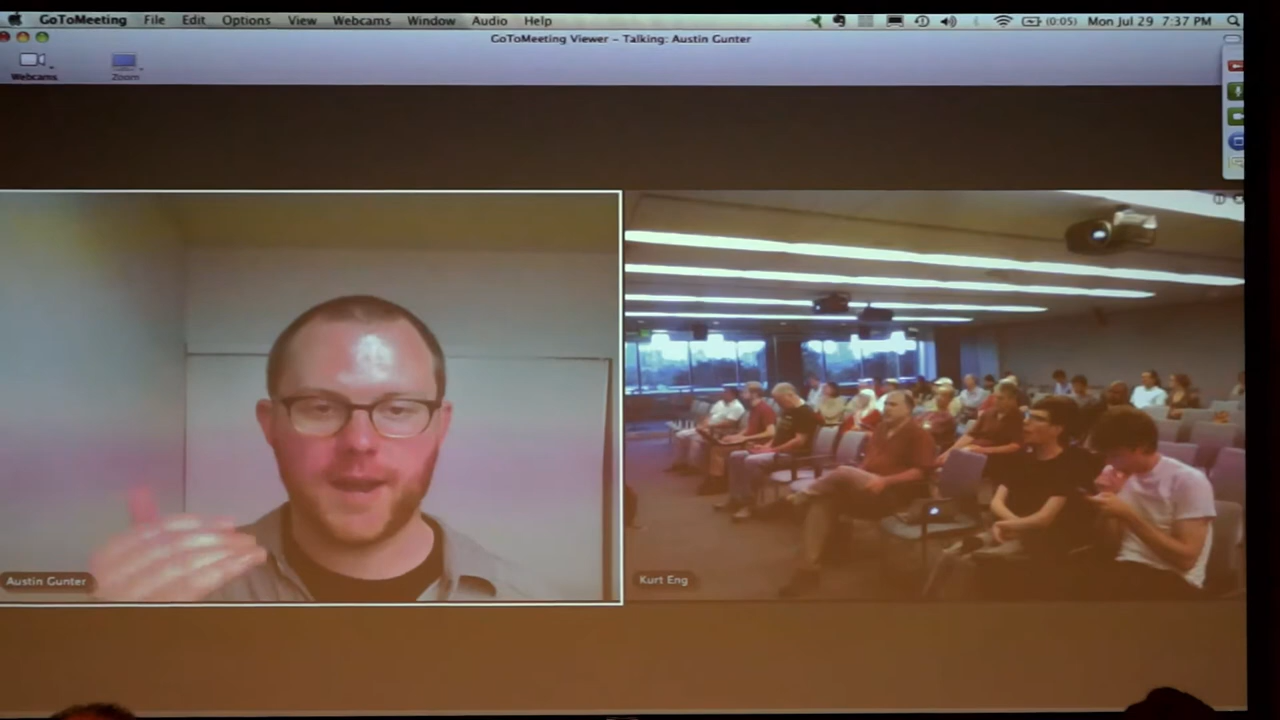 GoToMeeting File Edit Options View Webcams Window Audio Help (0:05) Mon Jul 29 7:37 PM
GoToMeeting Viewer – Talking: Austin Gunter
Webcams Zoom
Austin Gunter
Kurt Eng